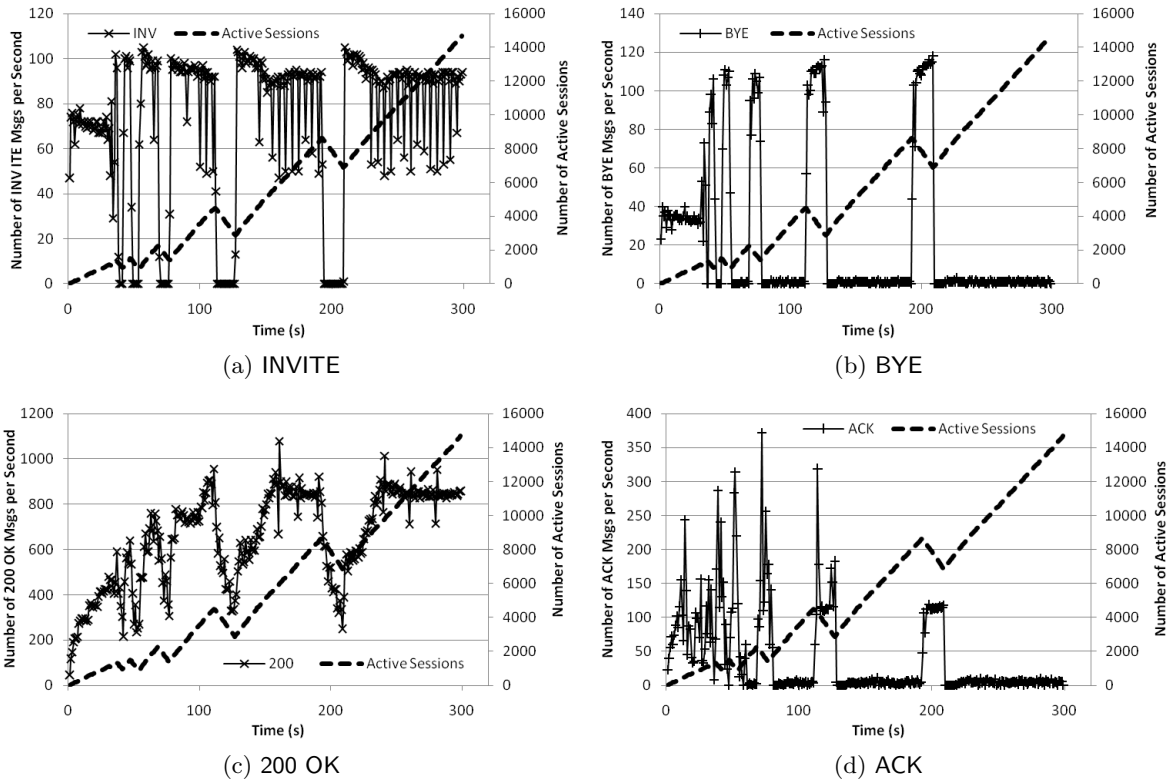 INV Active Sessions
Number of INV ITE Msgs per Second
120
100
80
60
40
20
0
16000
14000
12000
10000
8000
6000
4000
2000
0
Number of Active Sessions
0 100 200 300
Time (s)
(a) INVITE
BYE Active Sessions
Number of BYE Msgs per Second
140
120
100
80
60
40
20
0
16000
14000
12000
10000
8000
6000
4000
2000
0
Number of Active Sessions
0 100 200 300
Time (s)
(b) BYE
Number of 200 OK Msgs per Second
1200
1000
800
600
400
200
0
16000
14000
12000
10000
8000
6000
4000
2000
0
Number of Active Sessions
200 Active Sessions
0 100 200 300
Time (s)
(c) 200 OK
ACK Active Sessions
Number of ACK Msgs per Second
400
350
300
250
200
150
100
50
0
16000
14000
12000
10000
8000
6000
4000
2000
0
Number of Active Sessions
0 100 200 300
Time (s)
(d) ACK